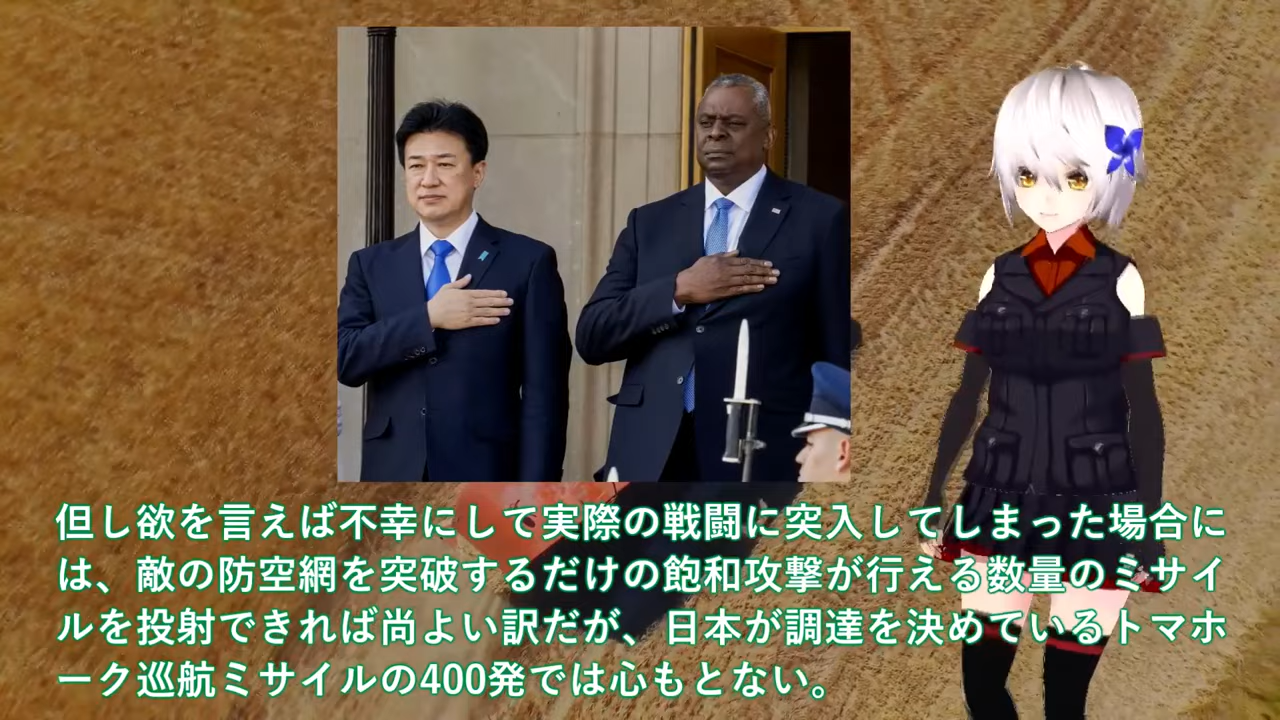 但し欲を言えば不幸にして実際の戦闘に突入してしまった場合に
は、敵の防空網を突破するだけの飽和攻撃が行える数量のミサイ
ルを投射できれば尚よい訳だが、日本が調達を決めているトマホ
ーク巡航ミサイルの400発では心もとない。